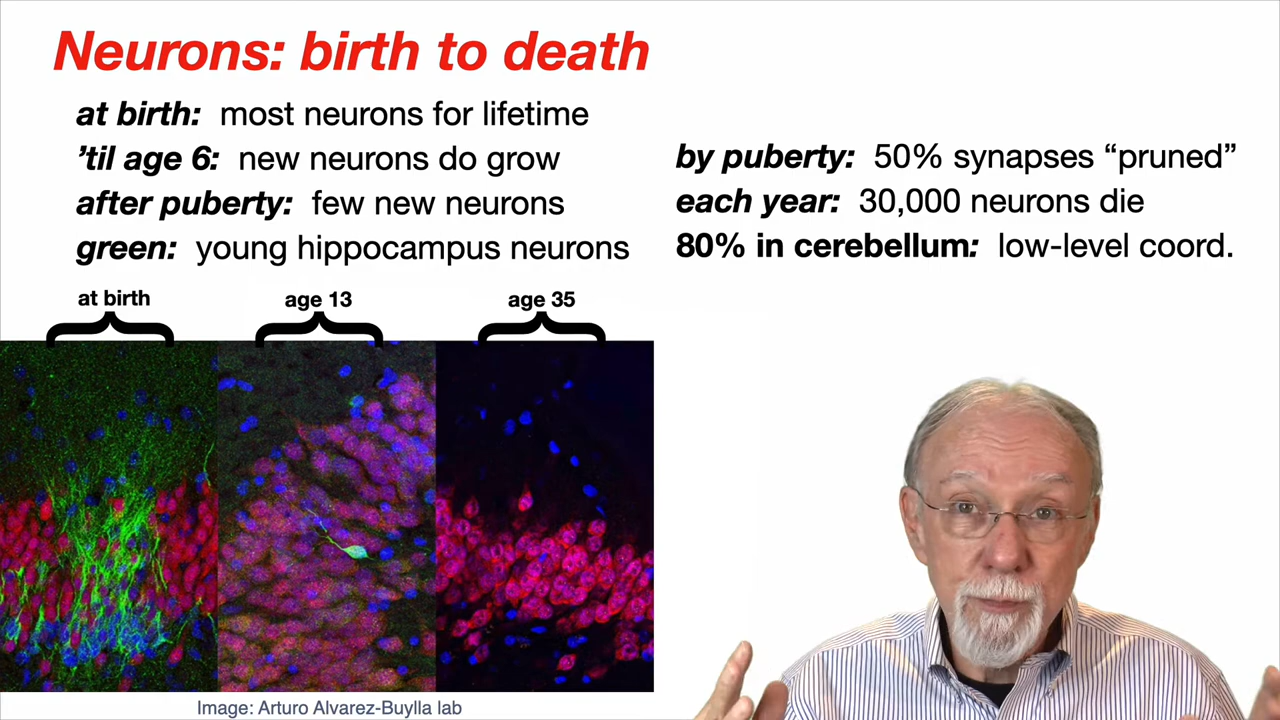 Neurons: birth to death
at birth: most neurons for lifetime
’til age 6: new neurons do grow
after puberty: few new neurons
green: young hippocampus neurons
by puberty: 50% synapses “pruned”
each year: 30,000 neurons die
80% in cerebellum: low-level coord.
at birth
age 13
age 35
Image: Arturo Alvarez-Buylla lab